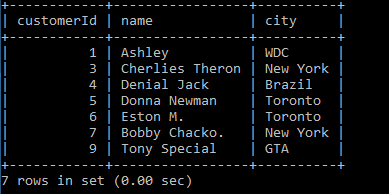 +------------+------------------+----------+
| customerId | name             | city     |
+------------+------------------+----------+
|          1 | Ashley           | WDC      |
|          3 | Cherlies Theron  | New York |
|          4 | Denial Jack      | Brazil   |
|          5 | Donna Newman     | Toronto  |
|          6 | Eston M.         | Toronto  |
|          7 | Bobby Chacko.    | New York |
|          9 | Tony Special     | GTA      |
+------------+------------------+----------+
7 rows in set (0.00 sec)